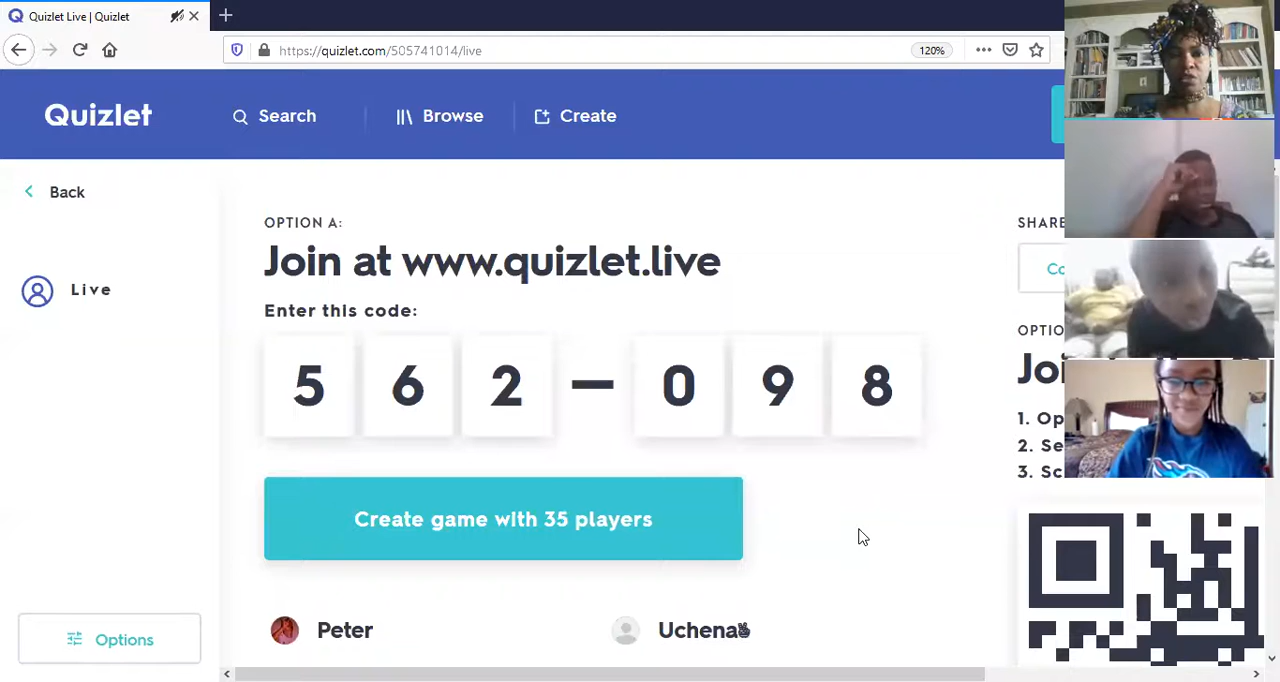 Quizlet Live | Quizlet
https://quizlet.com/505741014/live
120%
Quizlet
Search
Browse
Create
Back
Live
Options
OPTION A:
Join at www.quizlet.live
Enter this code:
5 6 2 – 0 9 8
Create game with 35 players
Peter
Uchena✌
SHARE
Co
OPTIO
Joi
1. Op
2. Se
3. Sc